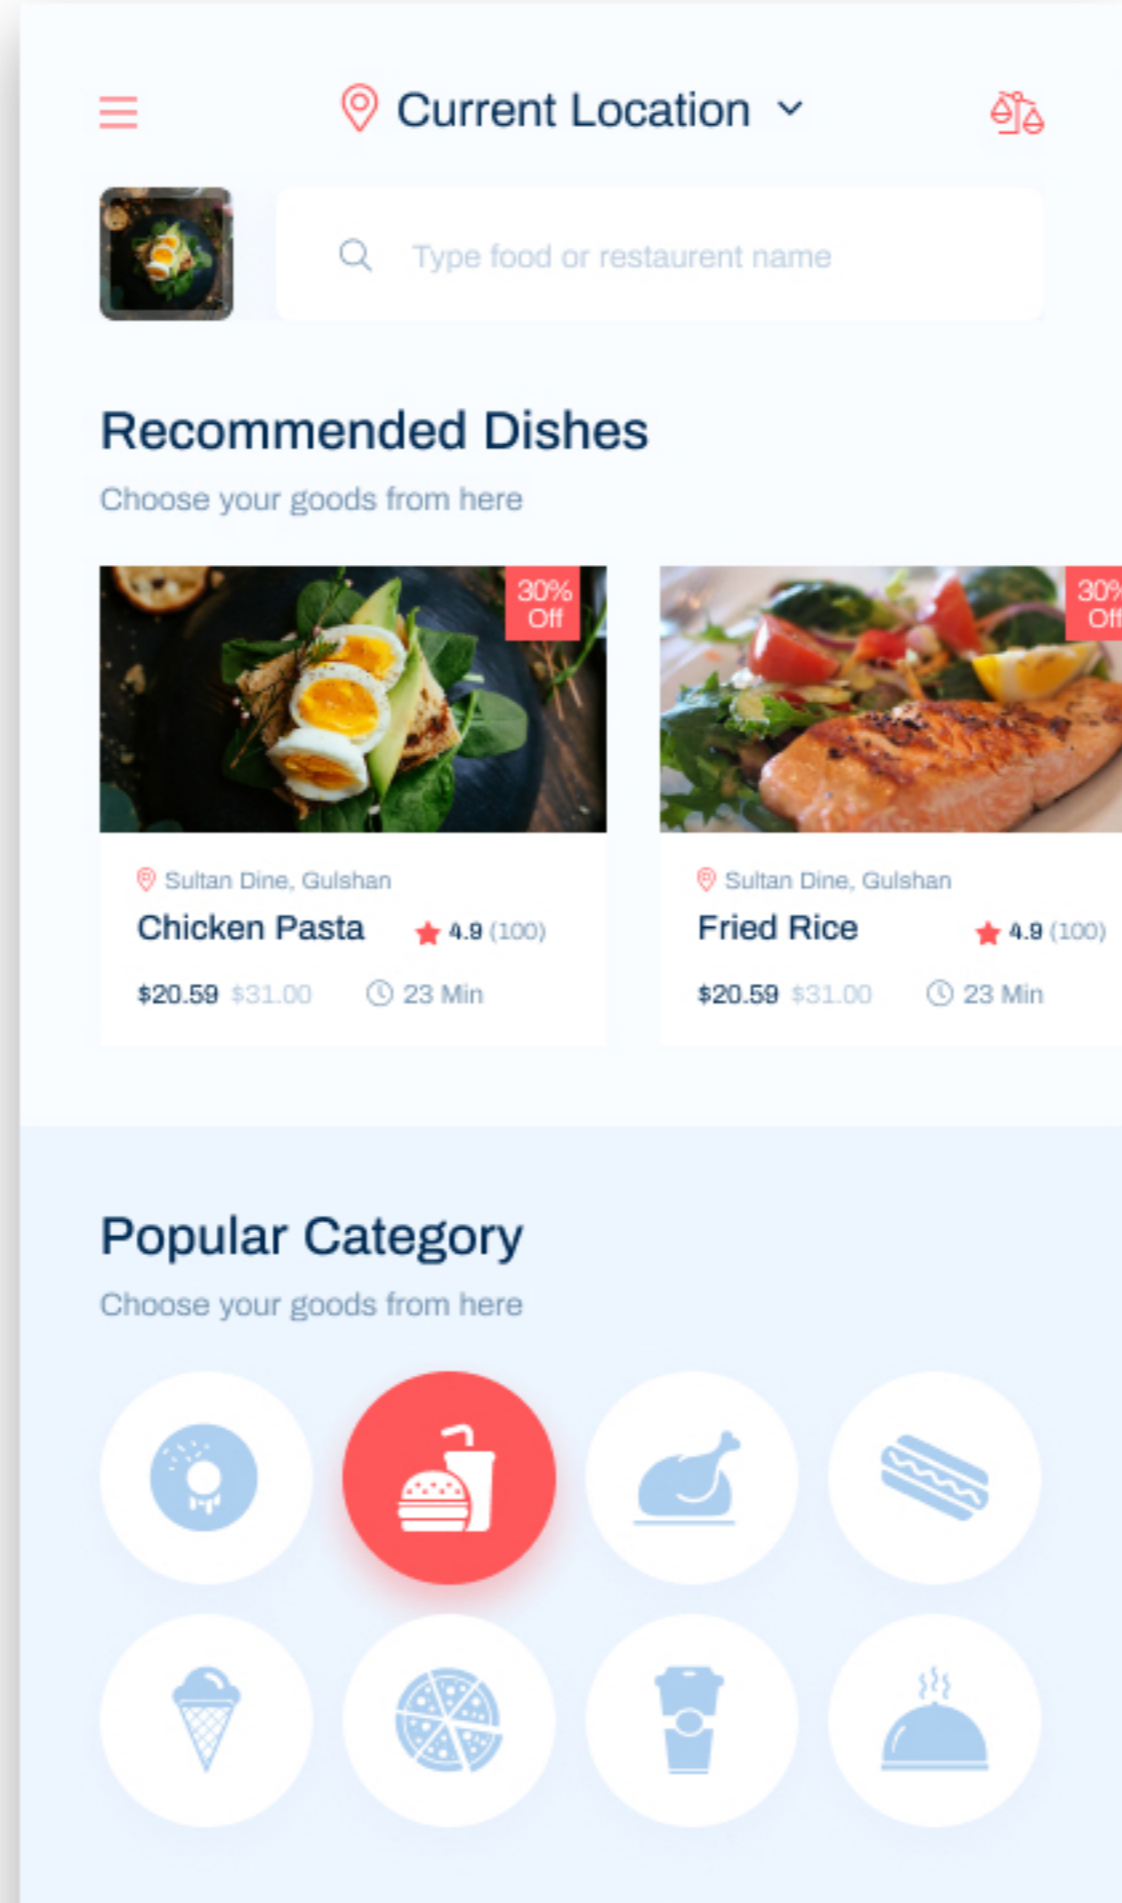 Current Location
Type food or restaurent name
Recommended Dishes
Choose your goods from here
30%
Off
Sultan Dine, Gulshan
Chicken Pasta 4.9 (100)
$20.59 $31.00 23 Min
30%
Off
Sultan Dine, Gulshan
Fried Rice 4.9 (100)
$20.59 $31.00 23 Min
Popular Category
Choose your goods from here